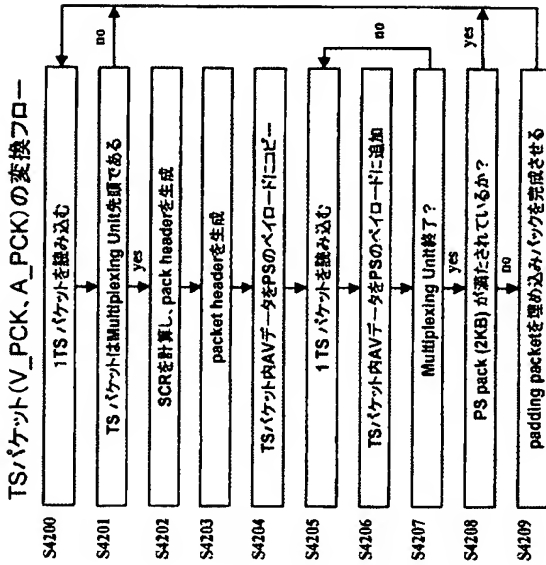 TSパケット(V_PCK、A_PCK)の変換フロー
S4200 1TS パケットを読み込む
S4201 TS パケットはMultiplexing Unit先頭である
no
yes
S4202 SCRを計算し、pack headerを生成
S4203 packet headerを生成
S4204 TSパケット内AVデータをPSのペイロードにコピー
S4205 1 TS パケットを読み込む
S4206 TSパケット内AVデータをPSのペイロードに追加
S4207 Multiplexing Unit終了?
no
yes
S4208 PS pack (2KB) が満たされているか?
yes
no
S4209 padding packetを埋め込みパックを完成させる